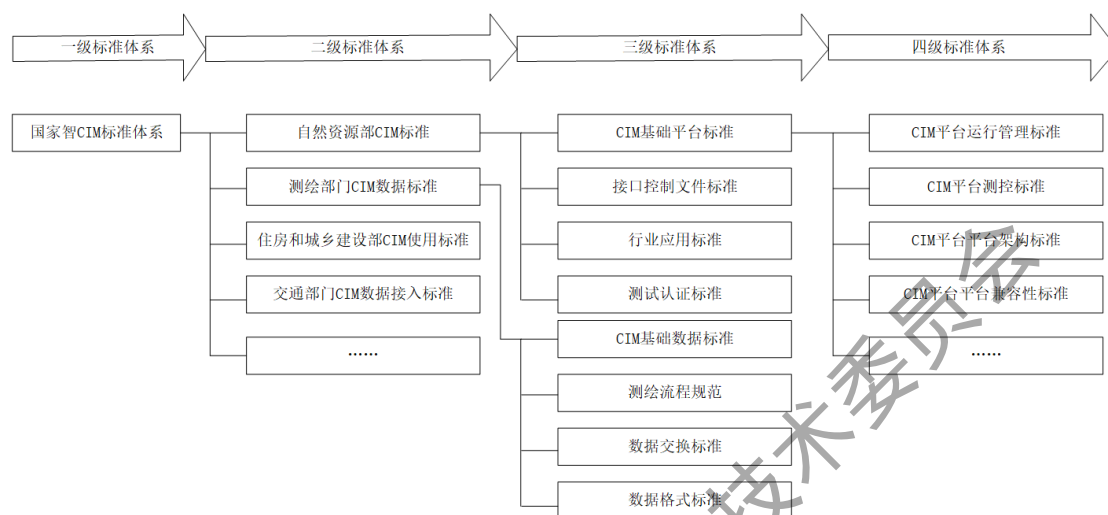 一级标准体系
二级标准体系
三级标准体系
四级标准体系
国家智CIM标准体系
自然资源部CIM标准
测绘部门CIM数据标准
住房和城乡建设部CIM使用标准
交通部门CIM数据接入标准
……
CIM基础平台标准
接口控制文件标准
行业应用标准
测试认证标准
CIM基础数据标准
测绘流程规范
数据交换标准
数据格式标准
CIM平台运行管理标准
CIM平台测控标准
CIM平台平台架构标准
CIM平台平台兼容性标准
……
技术委员会